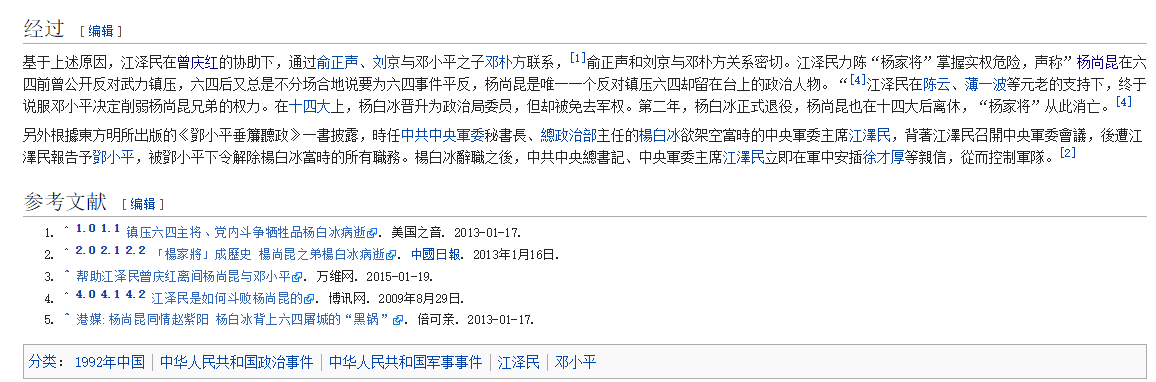 经过 [编辑]
基于上述原因，江泽民在曾庆红的协助下，通过俞正声、刘京与邓小平之子邓朴方联系，[1]俞正声和刘京与邓朴方关系密切。江泽民力陈“杨家将”掌握实权危险，声称”杨尚昆在六
四前曾公开反对武力镇压，六四后又总是不分场合地说要为六四事件平反，杨尚昆是唯一一个反对镇压六四却留在台上的政治人物。“[4]江泽民在陈云、薄一波等元老的支持下，终于
说服邓小平决定削弱杨尚昆兄弟的权力。在十四大上，杨白冰晋升为政治局委员，但却被免去军权。第二年，杨白冰正式退役，杨尚昆也在十四大后离休，“杨家将”从此消亡。[4]
另外根據東方明所出版的《鄧小平垂簾聽政》一書披露，時任中共中央軍委秘書長、總政治部主任的楊白冰欲架空當時的中央軍委主席江澤民，背著江澤民召開中央軍委會議，後遭江
澤民報告予鄧小平，被鄧小平下令解除楊白冰當時的所有職務。楊白冰辭職之後，中共中央總書記、中央軍委主席江澤民立即在軍中安插徐才厚等親信，從而控制軍隊。[2]
参考文献 [编辑]
1. ^ 1.0 1.1 镇压六四主将、党内斗争牺牲品杨白冰病逝. 美国之音. 2013-01-17.
2. ^ 2.0 2.1 2.2 「楊家將」成歷史 楊尚昆之弟楊白冰病逝. 中國日報. 2013年1月16日.
3. ^ 帮助江泽民曾庆红离间杨尚昆与邓小平. 万维网. 2015-01-19.
4. ^ 4.0 4.1 4.2 江泽民是如何斗败杨尚昆的. 博讯网. 2009年8月29日.
5. ^ 港媒:杨尚昆同情赵紫阳 杨白冰背上六四屠城的“黑锅”. 倍可亲. 2013-01-17.
分类： 1992年中国 | 中华人民共和国政治事件 | 中华人民共和国军事事件 | 江泽民 | 邓小平